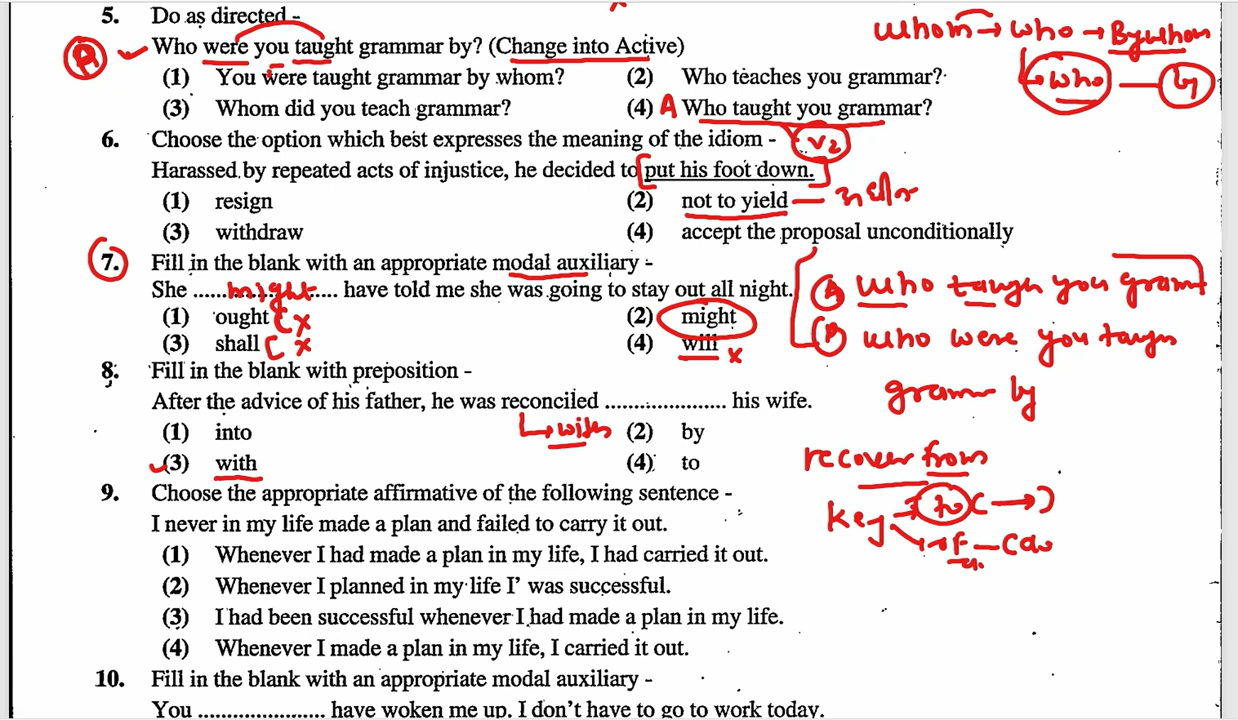 5. Do as directed -
Who were you taught grammar by? (Change into Active)
(1) You were taught grammar by whom? (2) Who teaches you grammar?
(3) Whom did you teach grammar? (4) A Who taught you grammar?
whom → who → By whom
who — by
6. Choose the option which best expresses the meaning of the idiom - v2
Harassed by repeated acts of injustice, he decided to put his foot down.
(1) resign (2) not to yield —
(3) withdraw (4) accept the proposal unconditionally
7. Fill in the blank with an appropriate modal auxiliary -
She ......might...... have told me she was going to stay out all night.
(1) ought x (2) might
(3) shall x (4) will x
A who you
P who were you
by
8. Fill in the blank with preposition -
After the advice of his father, he was reconciled ...................... his wife.
(1) into with (2) by
(3) with (4) to
recover from
key to
of
9. Choose the appropriate affirmative of the following sentence -
I never in my life made a plan and failed to carry it out.
(1) Whenever I had made a plan in my life, I had carried it out.
(2) Whenever I planned in my life I' was successful.
(3) I had been successful whenever I had made a plan in my life.
(4) Whenever I made a plan in my life, I carried it out.
10. Fill in the blank with an appropriate modal auxiliary -
You ...................... have woken me up. I don't have to go to work today.